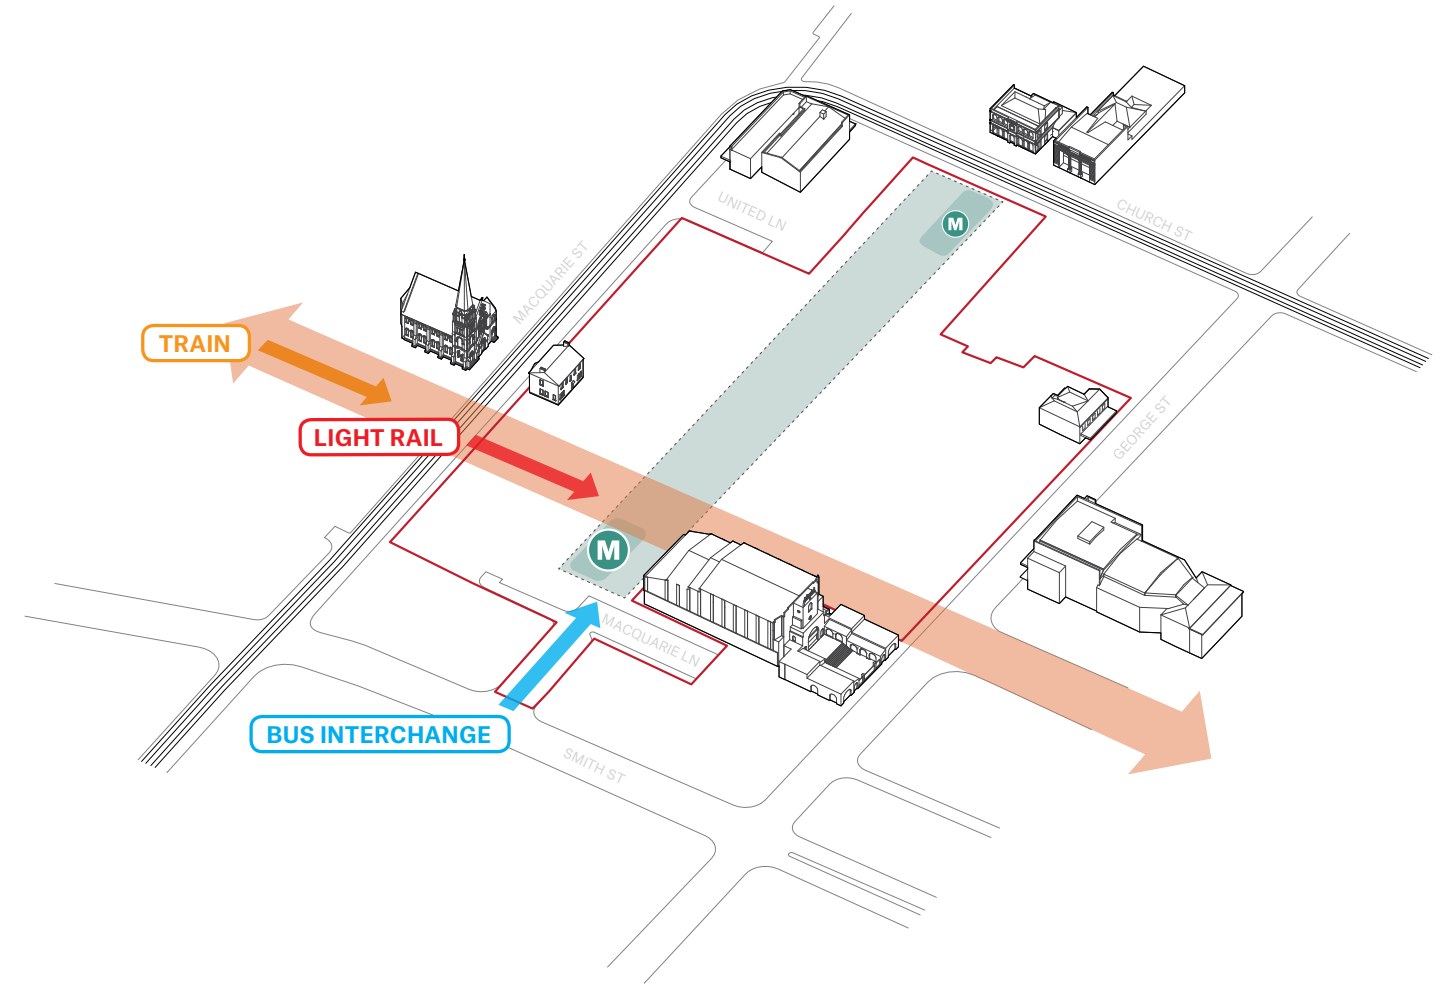 UNITED LN
M
CHURCH ST
MACQUARIE ST
TRAIN
LIGHT RAIL
GEORGE ST
M
MACQUARIE LN
BUS INTERCHANGE
SMITH ST